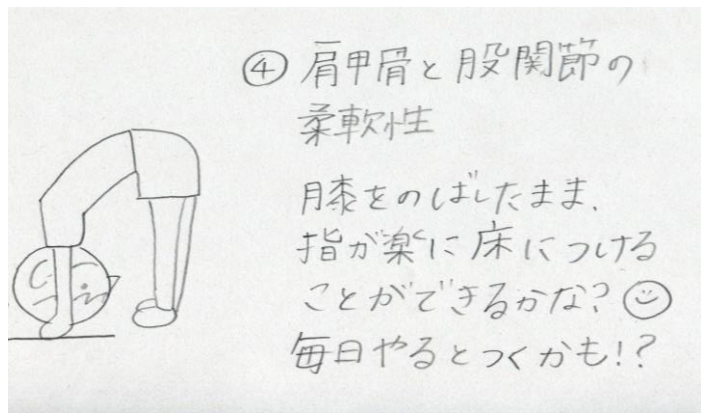 ④ 肩甲骨と股関節の
柔軟性
膝をのばしたまま、
指が楽に床につける
ことができるかな?
毎日やるとつくかも!?